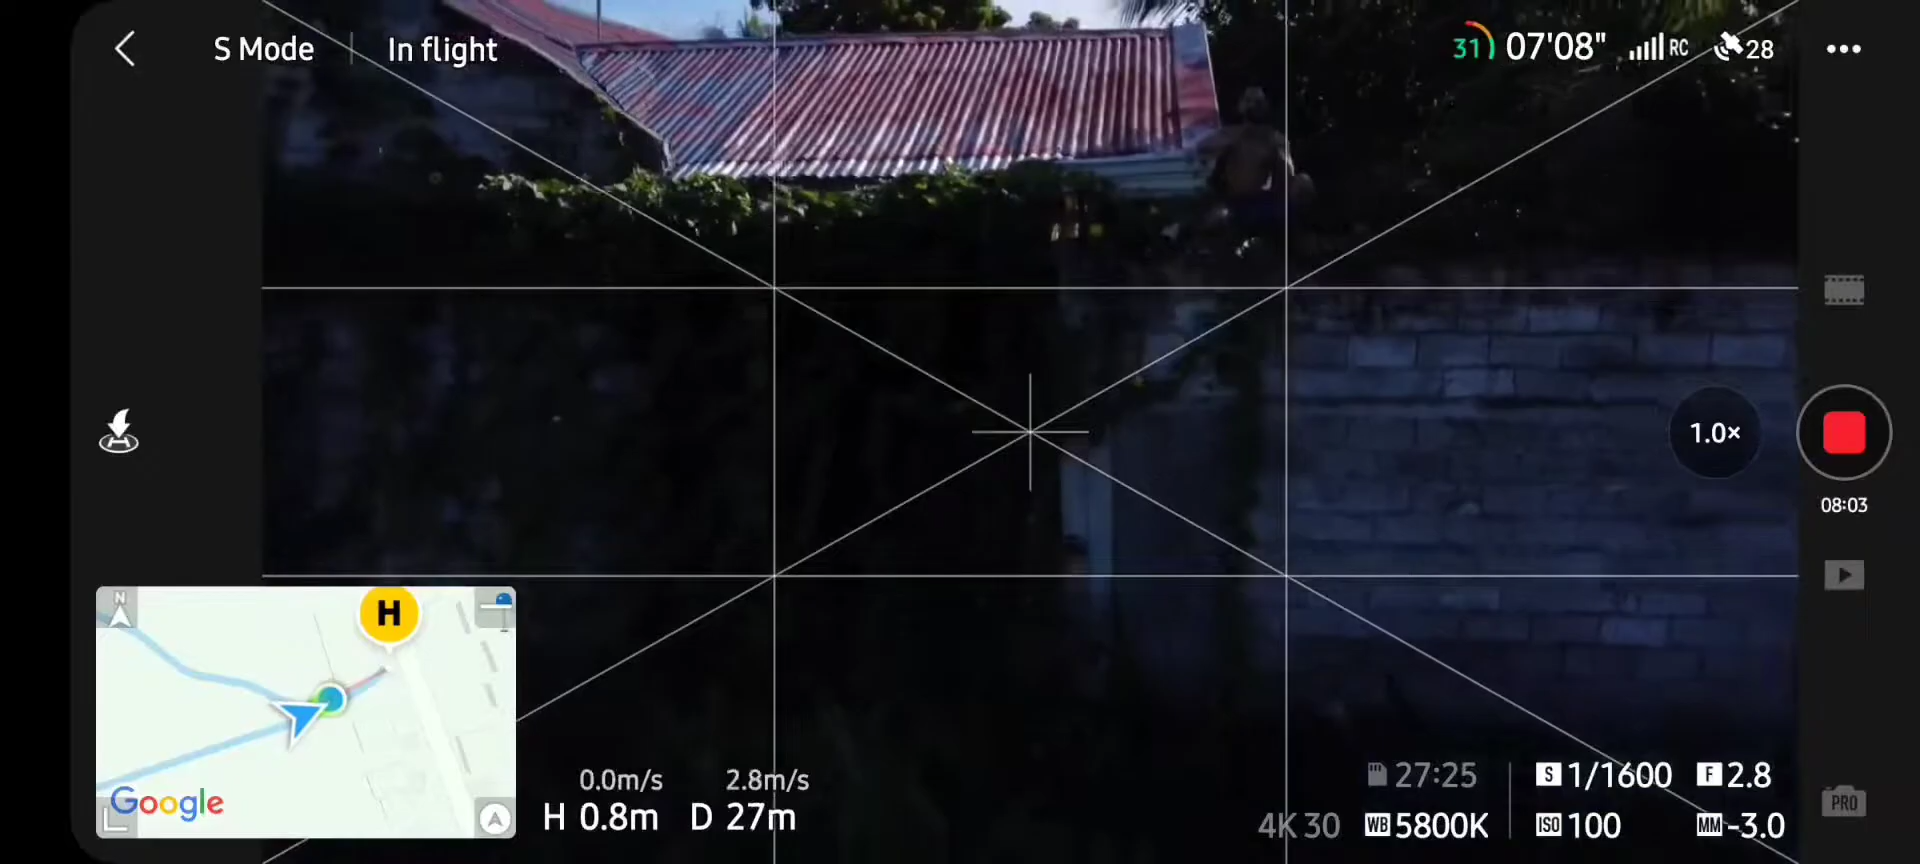 S Mode | In flight
31 07'08" RC 28
1.0×
08:03
N
H
Google
0.0m/s 2.8m/s
H 0.8m D 27m
27:25 S 1/1600 F 2.8
4K 30 WB 5800K ISO 100 MM -3.0
PRO